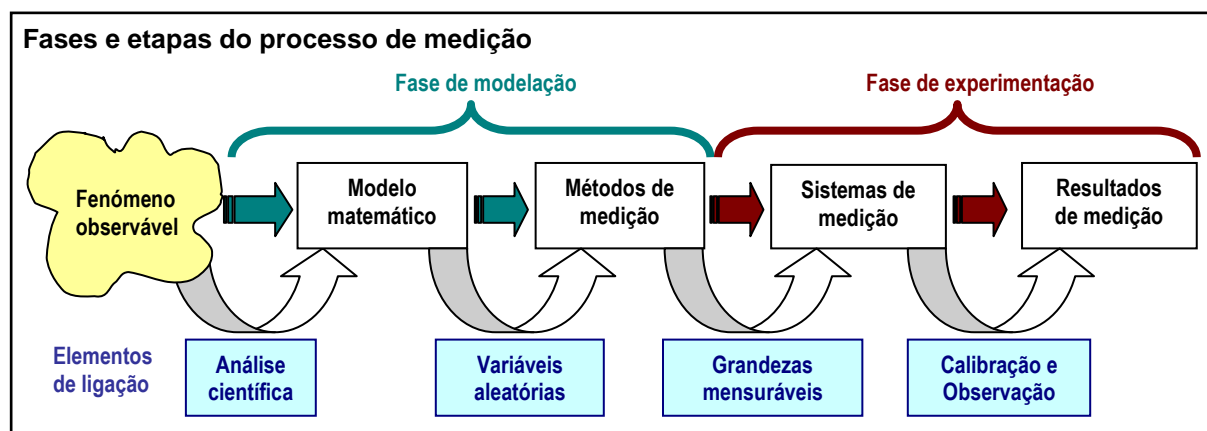 Fases e etapas do processo de medição
Fase de modelação
Fase de experimentação
Fenómeno
observável
Modelo
matemático
Métodos de
medição
Sistemas de
medição
Resultados
de medição
Elementos
de ligação
Análise
científica
Variáveis
aleatórias
Grandezas
mensuráveis
Calibração e
Observação